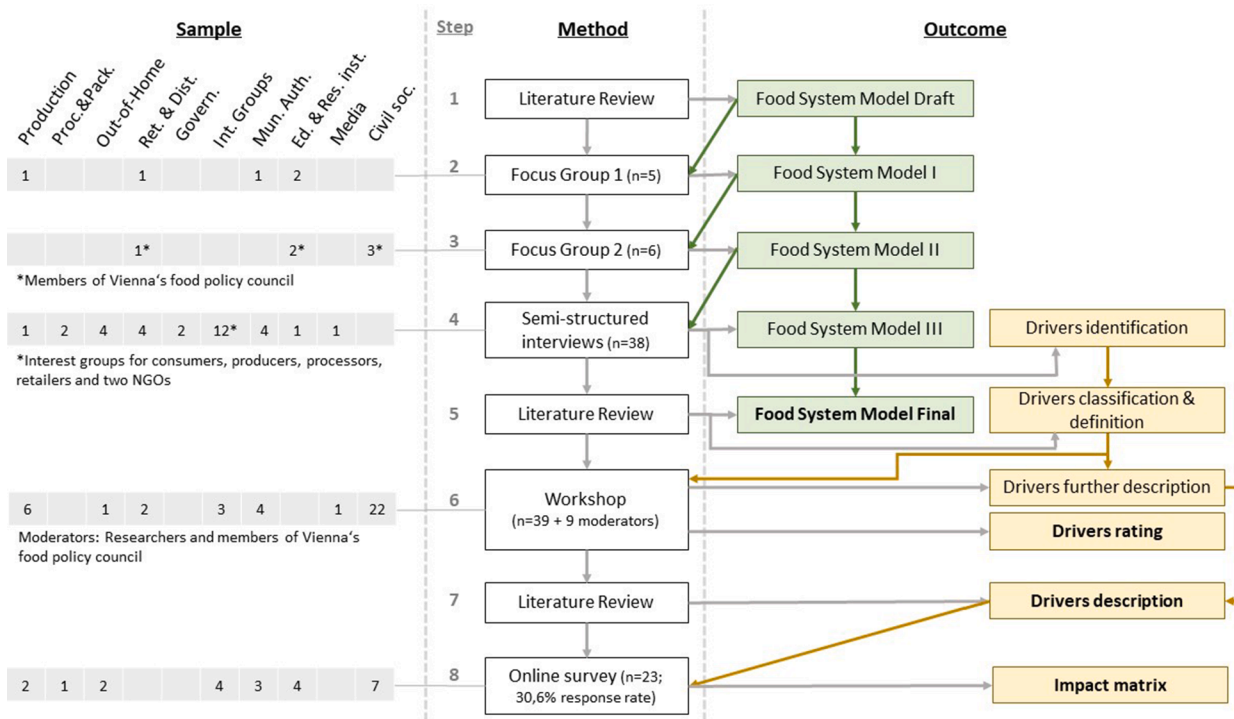 Sample
Step
Method
Outcome
Production
Proc.&Pack.
Out-of-Home
Ret. & Dist.
Govern.
Int. Groups
Mun. Auth.
Ed. & Res. inst.
Media
Civil soc.
1
Literature Review
Food System Model Draft
1 1 1 2
2
Focus Group 1 (n=5)
Food System Model I
1* 2* 3*
3
Focus Group 2 (n=6)
Food System Model II
*Members of Vienna‘s food policy council
1 2 4 4 2 12* 4 1 1
4
Semi-structured
interviews (n=38)
Food System Model III
Drivers identification
*Interest groups for consumers, producers, processors,
retailers and two NGOs
5
Literature Review
Food System Model Final
Drivers classification &
definition
6 1 2 3 4 1 22
6
Workshop
(n=39 + 9 moderators)
Drivers further description
Drivers rating
Moderators: Researchers and members of Vienna‘s
food policy council
7
Literature Review
Drivers description
2 1 2 4 3 4 7
8
Online survey (n=23;
30,6% response rate)
Impact matrix